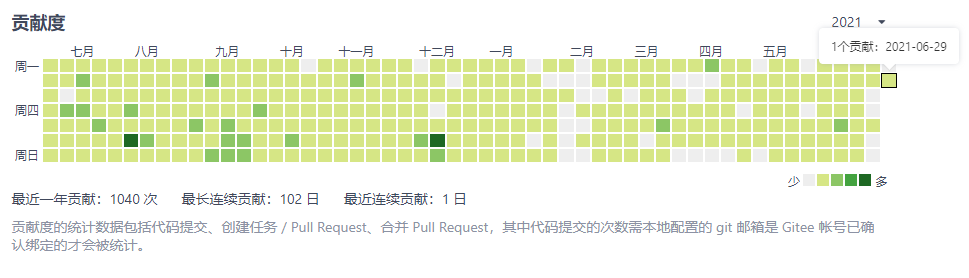 贡献度
2021
1个贡献：2021-06-29
七月 八月 九月 十月 十一月 十二月 一月 二月 三月 四月 五月
周一
周四
周日
少 多
最近一年贡献：1040 次 最长连续贡献：102 日 最近连续贡献：1 日
贡献度的统计数据包括代码提交、创建任务 / Pull Request、合并 Pull Request，其中代码提交的次数需本地配置的 git 邮箱是 Gitee 帐号已确
认绑定的才会被统计。